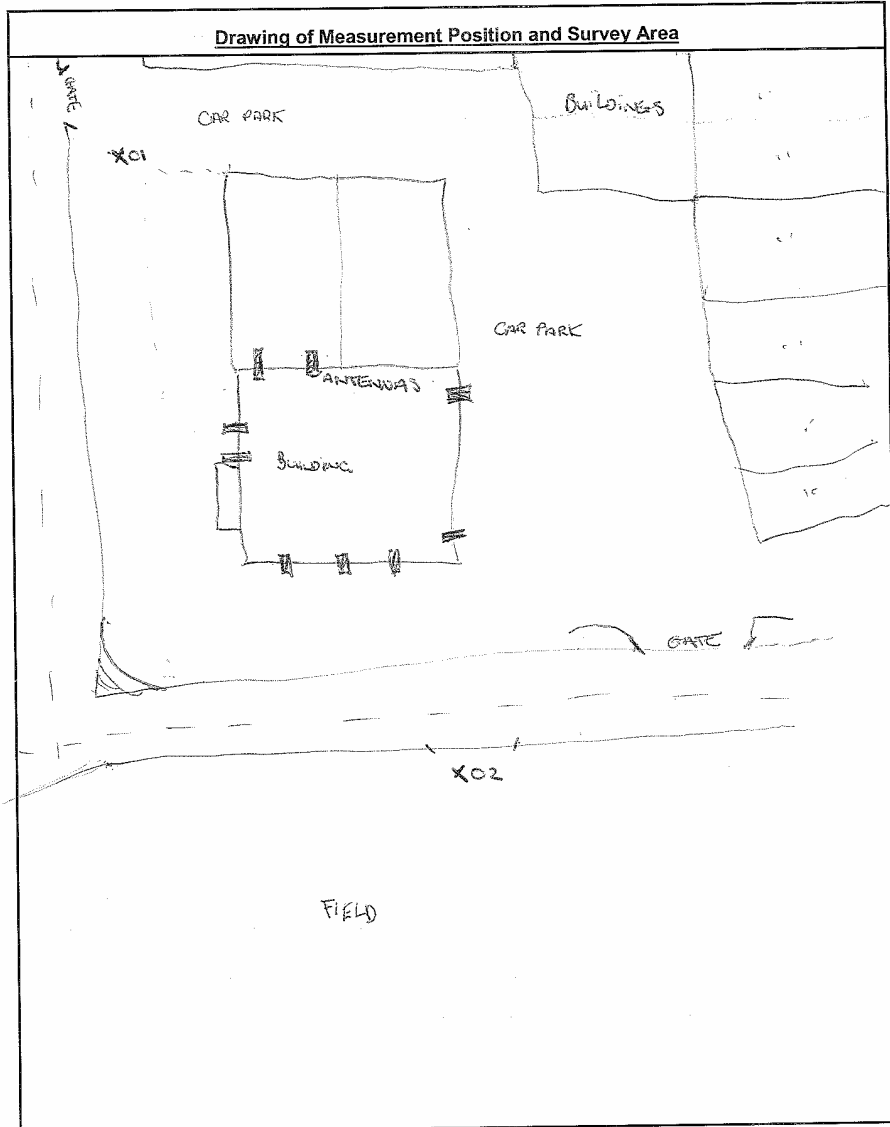 Drawing of Measurement Position and Survey Area
GATE
CAR PARK
BUILDINGS
X01
"
"
"
CAR PARK
"
ANTENNAS
"
BUILDING
"
GATE
X02
FIELD